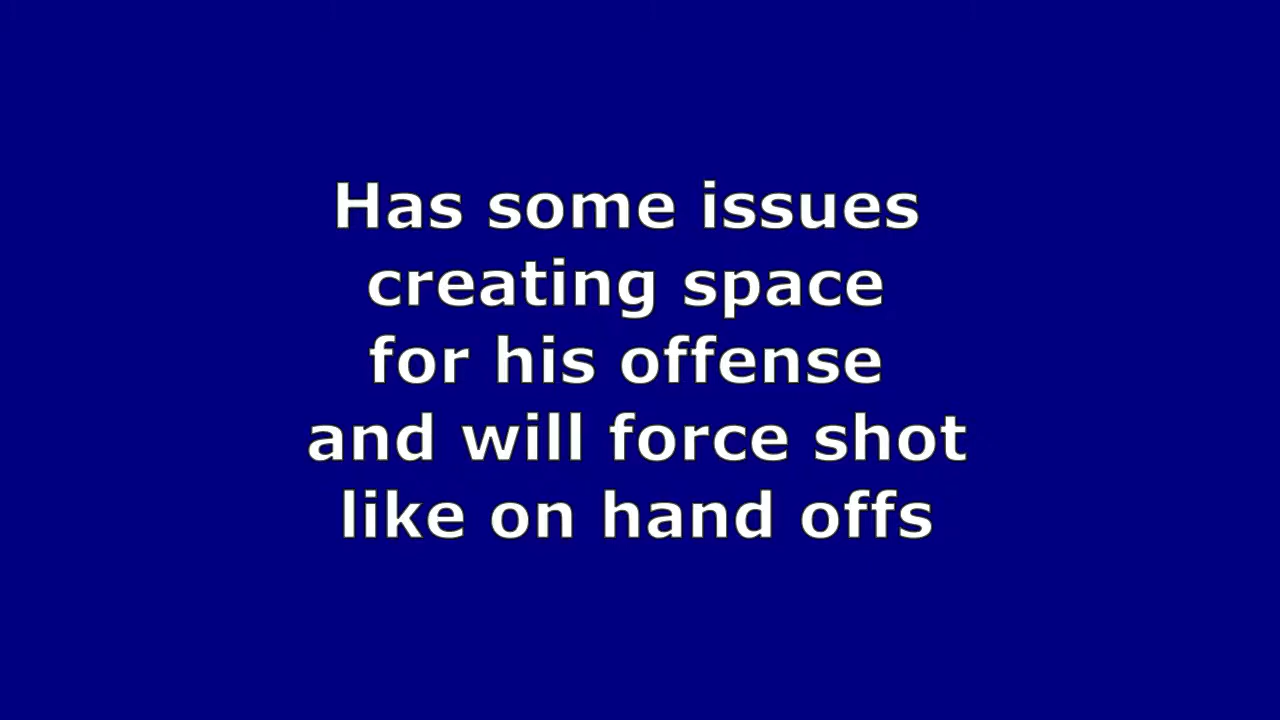 Has some issues
creating space
for his offense
and will force shot
like on hand offs